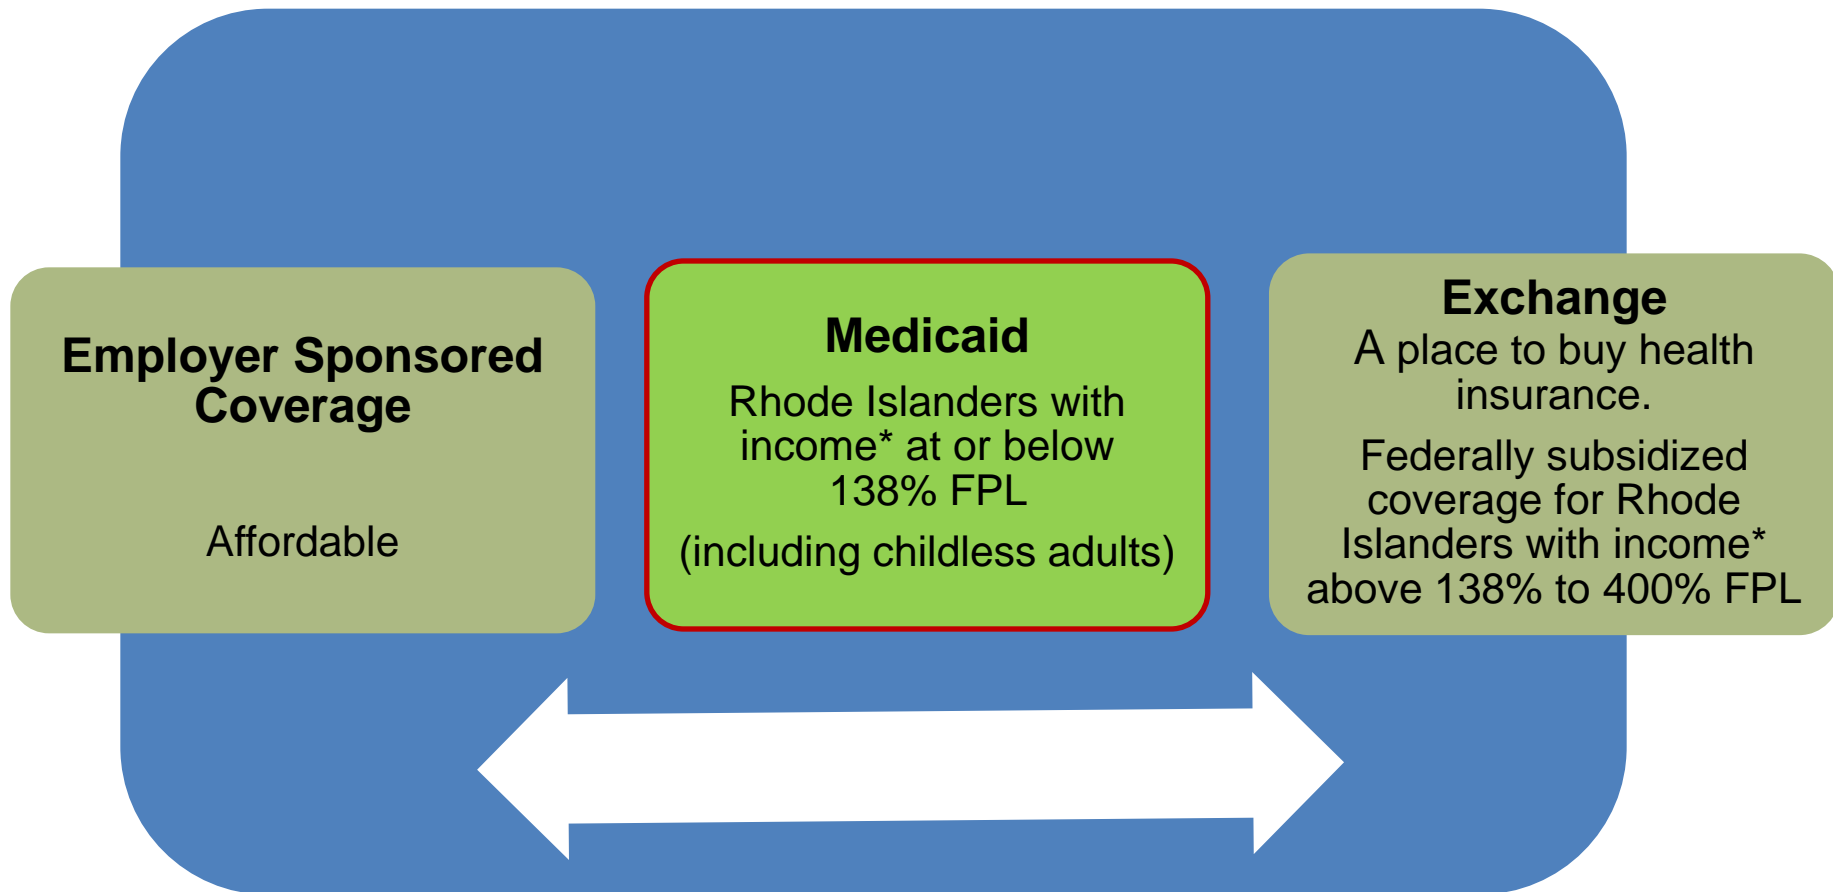 Employer Sponsored
Coverage
Affordable
Medicaid
Rhode Islanders with
income* at or below
138% FPL
(including childless adults)
Exchange
A place to buy health
insurance.
Federally subsidized
coverage for Rhode
Islanders with income*
above 138% to 400% FPL